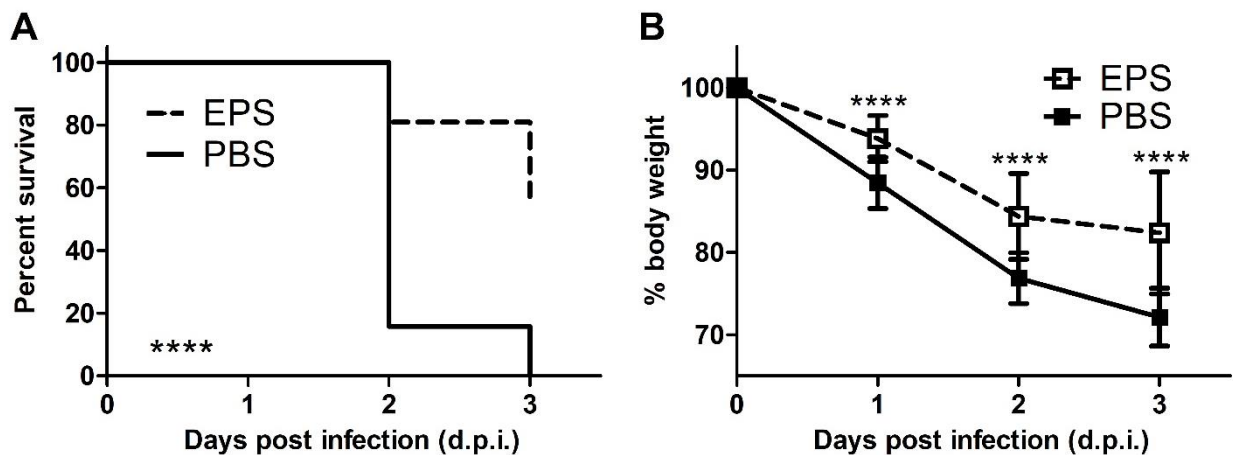 A
Percent survival
100
80
60
40
20
0
EPS
PBS
****
0 1 2 3
Days post infection (d.p.i.)
B
% body weight
100
90
80
70
EPS
PBS
****
****
****
0 1 2 3
Days post infection (d.p.i.)